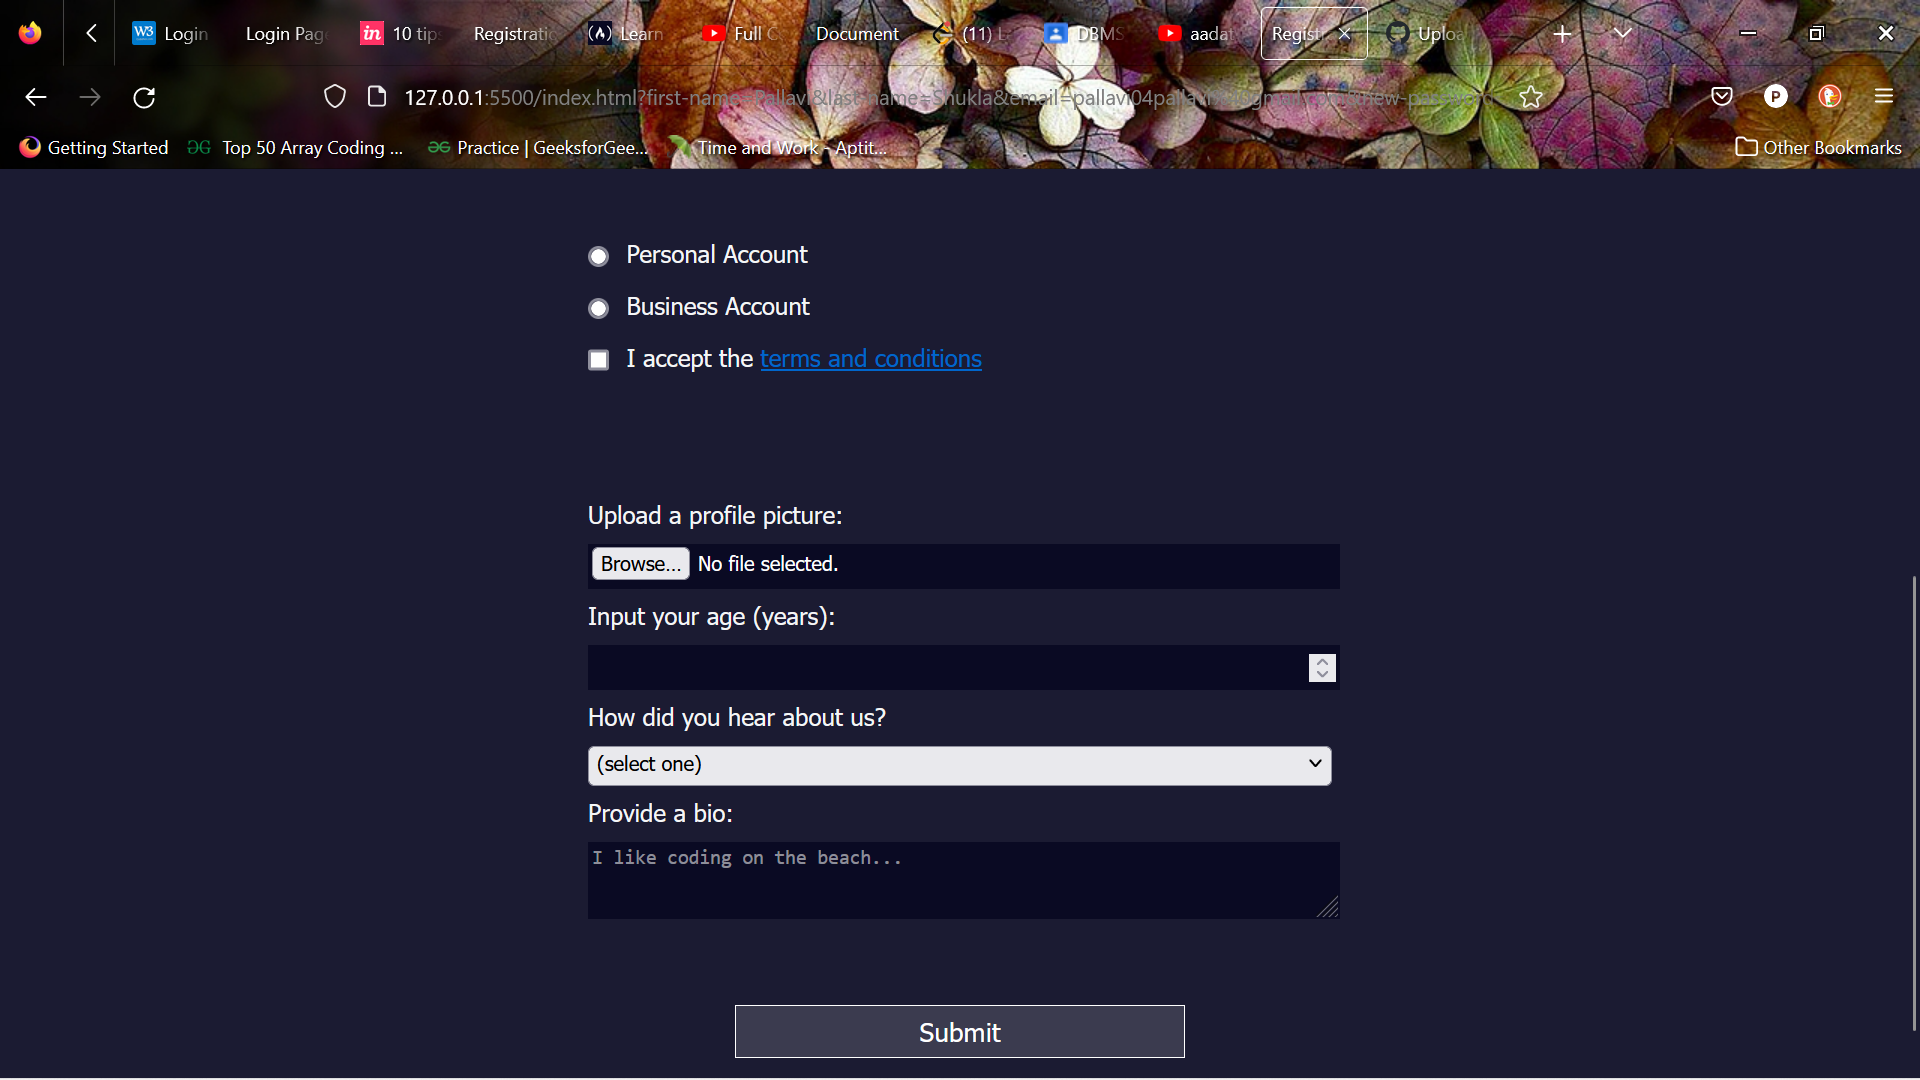 Login
Login Pag
in
10 tip
Registratio
Learn
Full C
Document
(11) L
DBMS
aadat
Regist
Uploa
127.0.0.1:5500/index.html?first-name=Pallavi&last-name=Shukla&email=pallavi04pallavi
Getting Started
Top 50 Array Coding ...
Practice | GeeksforGee...
Time and Work - Aptit...
Other Bookmarks
Personal Account
Business Account
I accept the terms and conditions
Upload a profile picture:
Browse... No file selected.
Input your age (years):
How did you hear about us?
(select one)
Provide a bio:
I like coding on the beach...
Submit